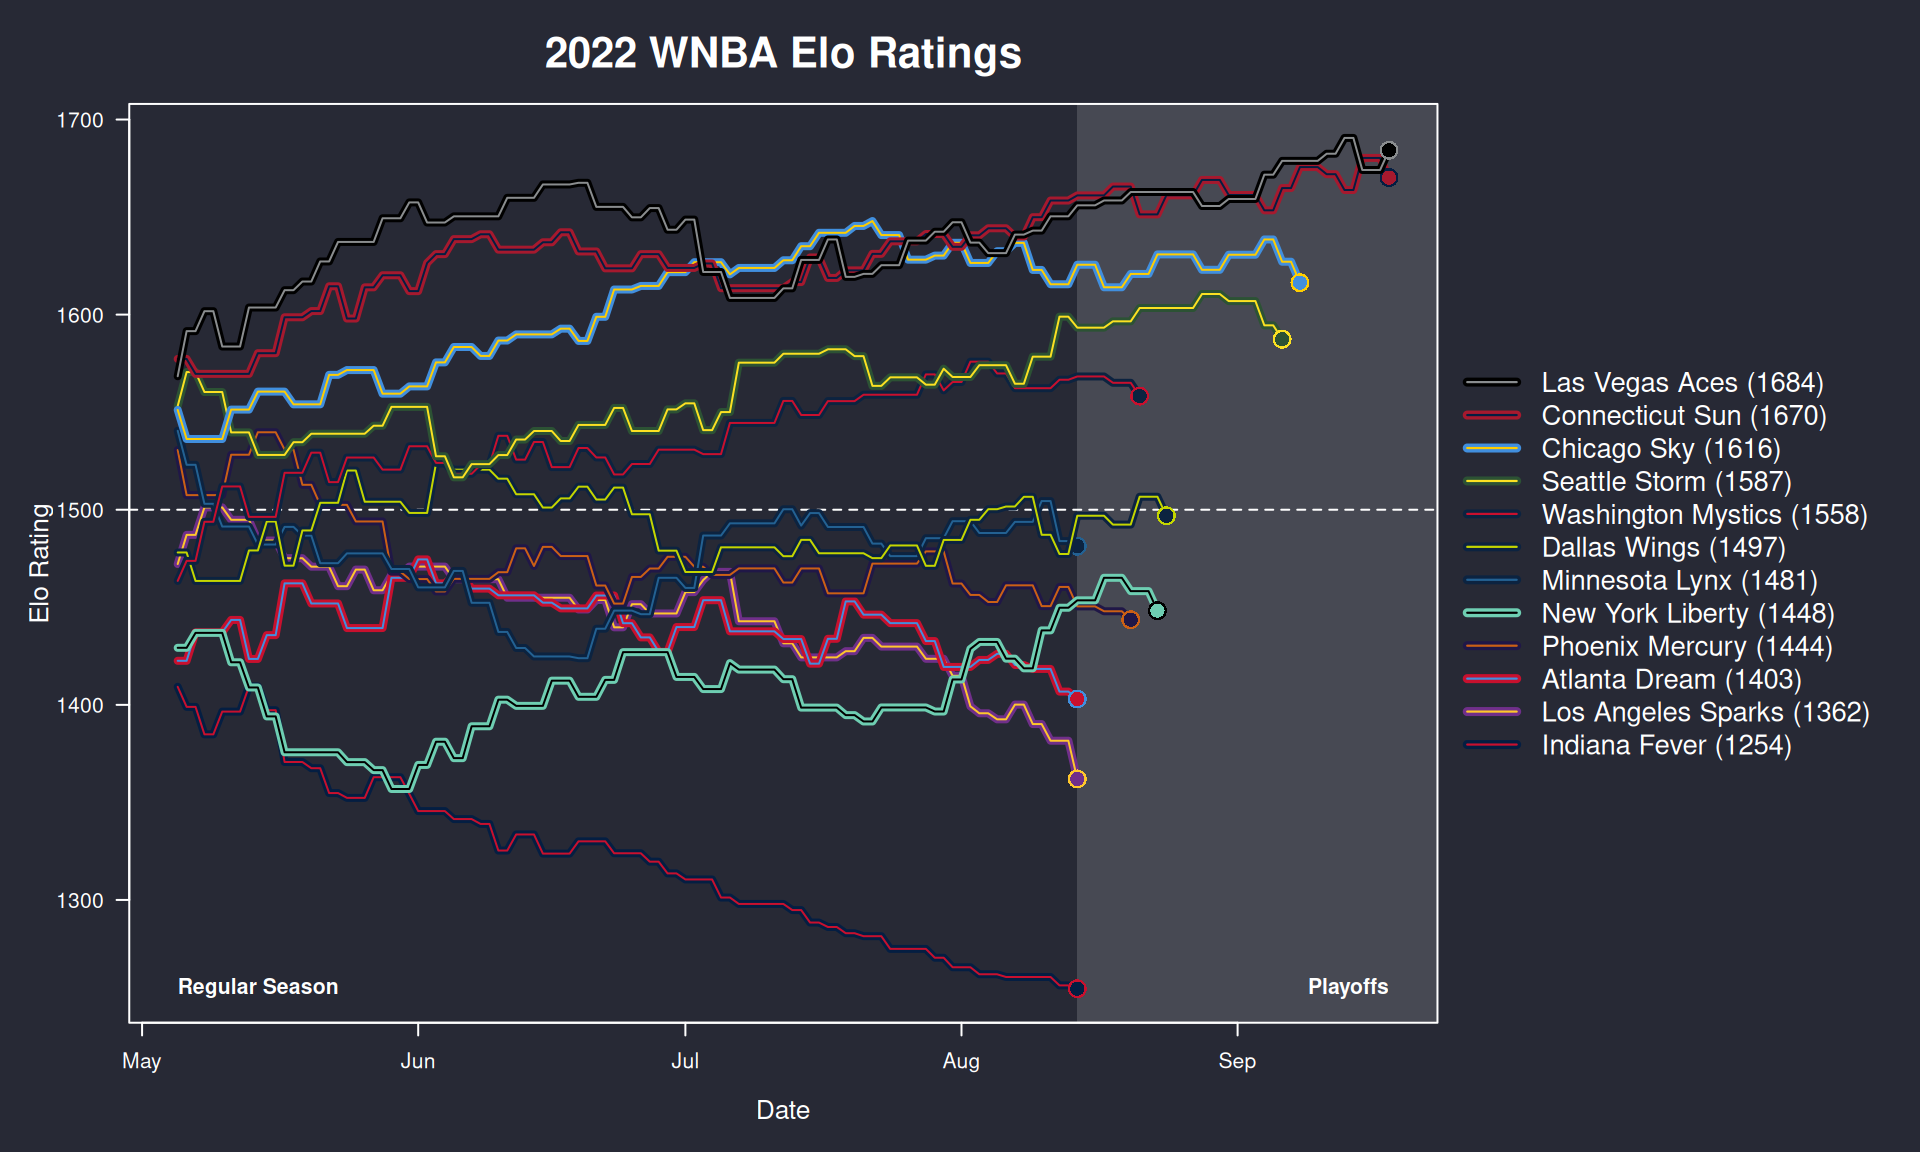 2022 WNBA Elo Ratings
1700
1600
1500
1400
1300
Elo Rating
Regular Season
Playoffs
May
Jun
Jul
Aug
Sep
Date
Las Vegas Aces (1684)
Connecticut Sun (1670)
Chicago Sky (1616)
Seattle Storm (1587)
Washington Mystics (1558)
Dallas Wings (1497)
Minnesota Lynx (1481)
New York Liberty (1448)
Phoenix Mercury (1444)
Atlanta Dream (1403)
Los Angeles Sparks (1362)
Indiana Fever (1254)